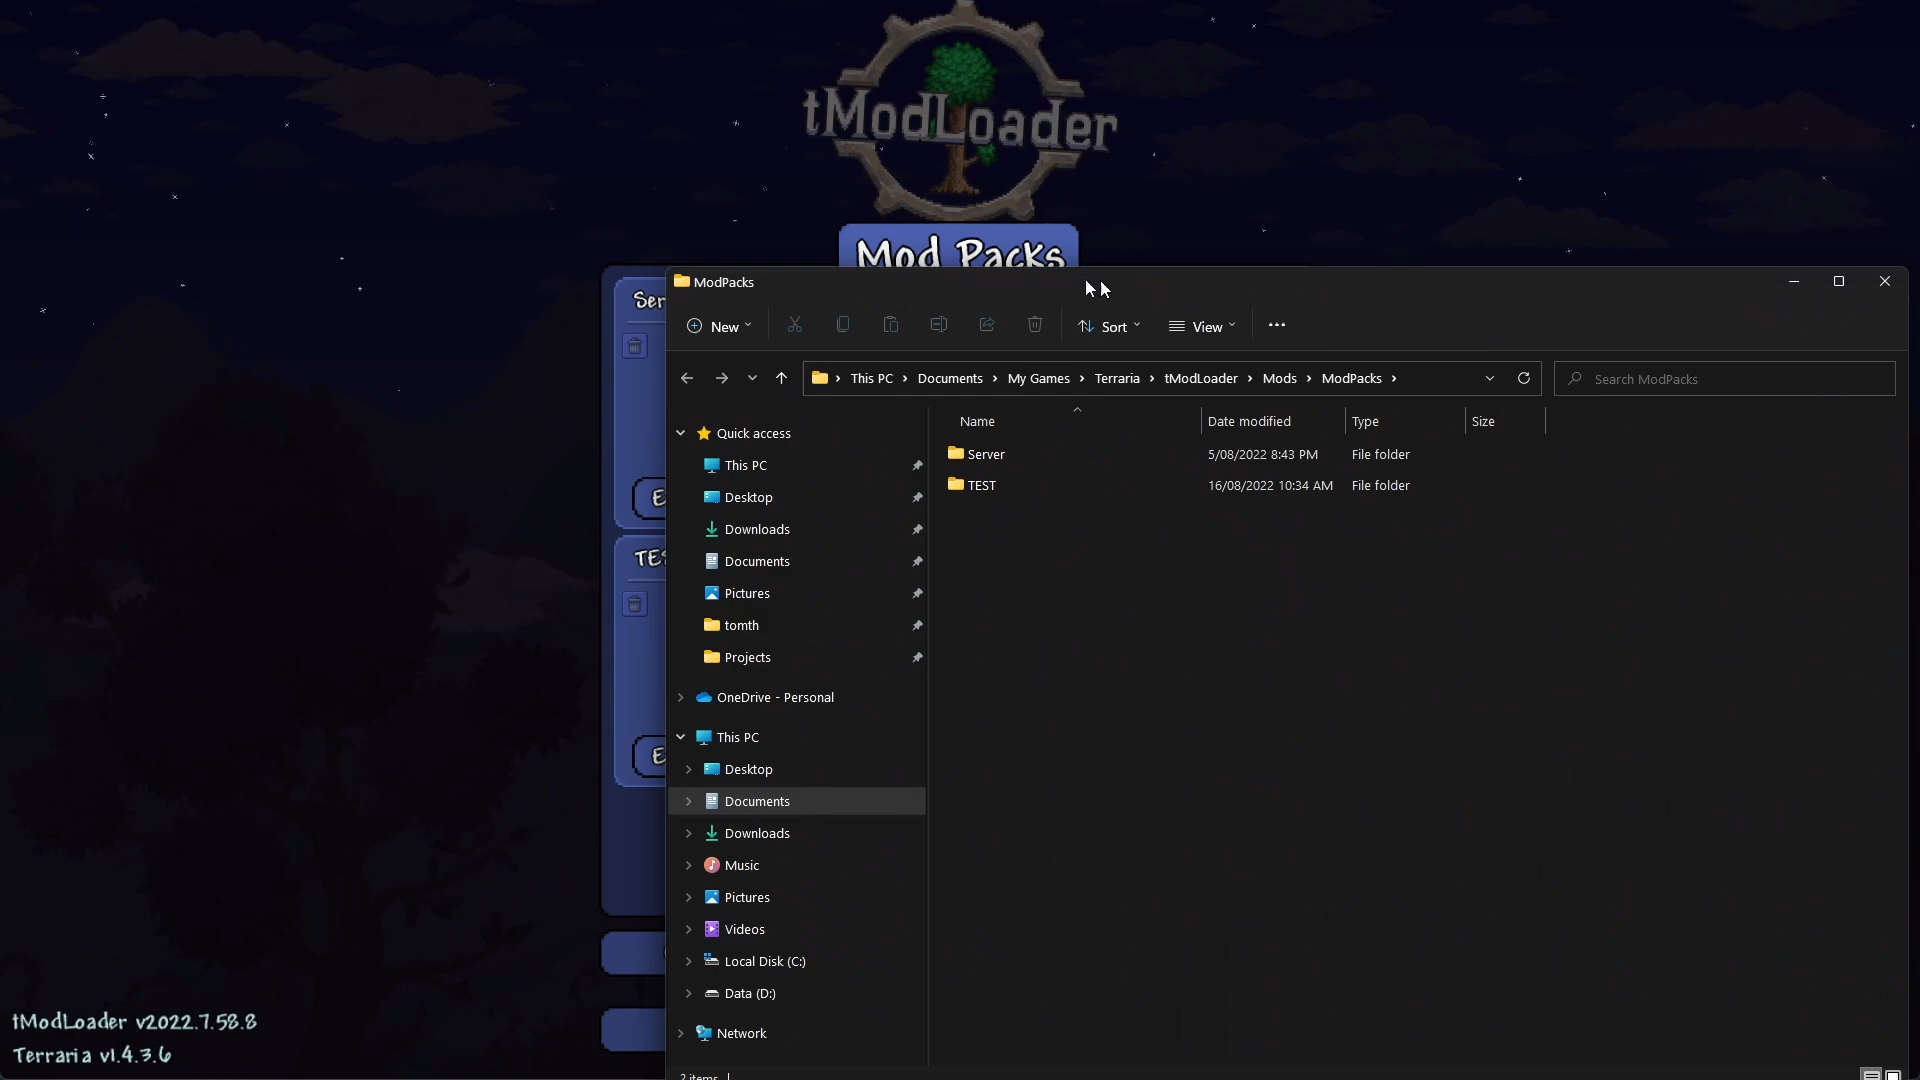 tModLoader
Mod Packs
ModPacks
New
Sort
View
This PC
Documents
My Games
Terraria
tModLoader
Mods
ModPacks
Search ModPacks
Name
Date modified
Type
Size
Server
5/08/2022 8:43 PM
File folder
TEST
16/08/2022 10:34 AM
File folder
Quick access
This PC
Desktop
Downloads
Documents
Pictures
tomth
Projects
OneDrive - Personal
This PC
Desktop
Documents
Downloads
Music
Pictures
Videos
Local Disk (C:)
Data (D:)
Network
2 items
tModLoader v2022.7.58.8
Terraria v1.4.3.6